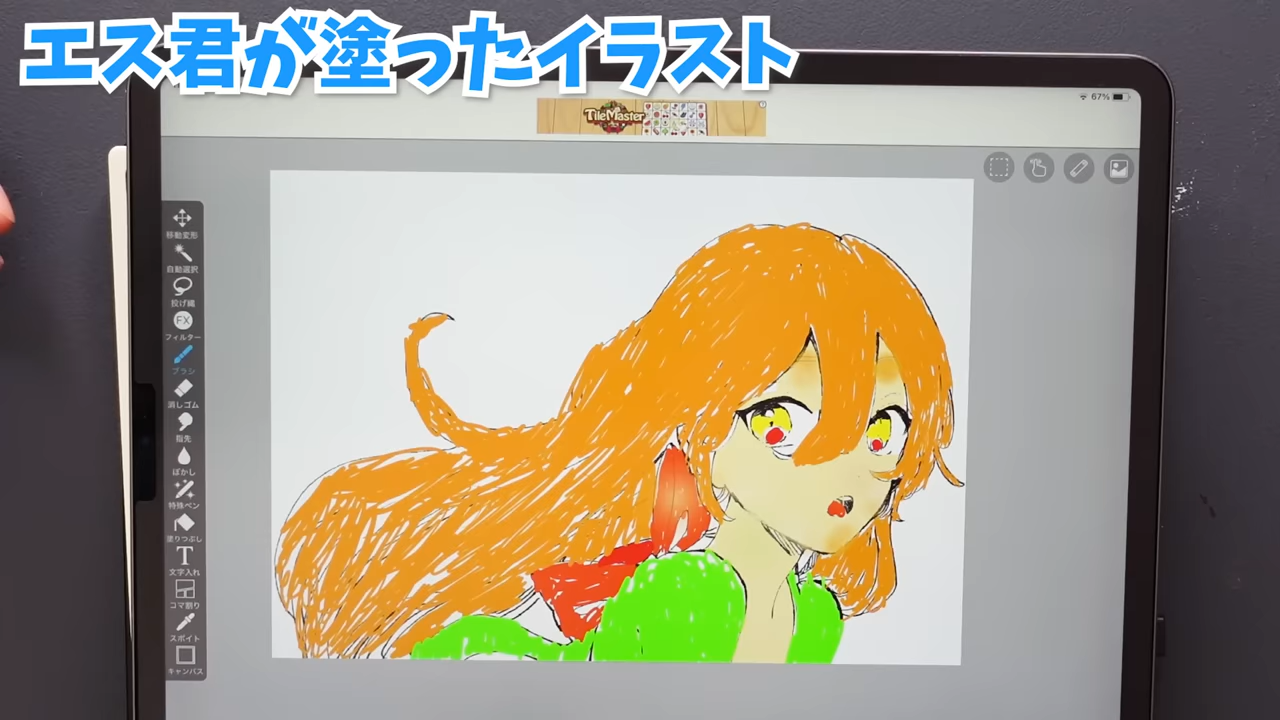 エス君が塗ったイラスト
TileMaster
67%
移動変形
自動選択
投げ縄
FX
フィルター
ブラシ
消しゴム
指先
ぼかし
特殊ペン
塗りつぶし
T
文字入れ
コマ割り
スポイト
キャンバス